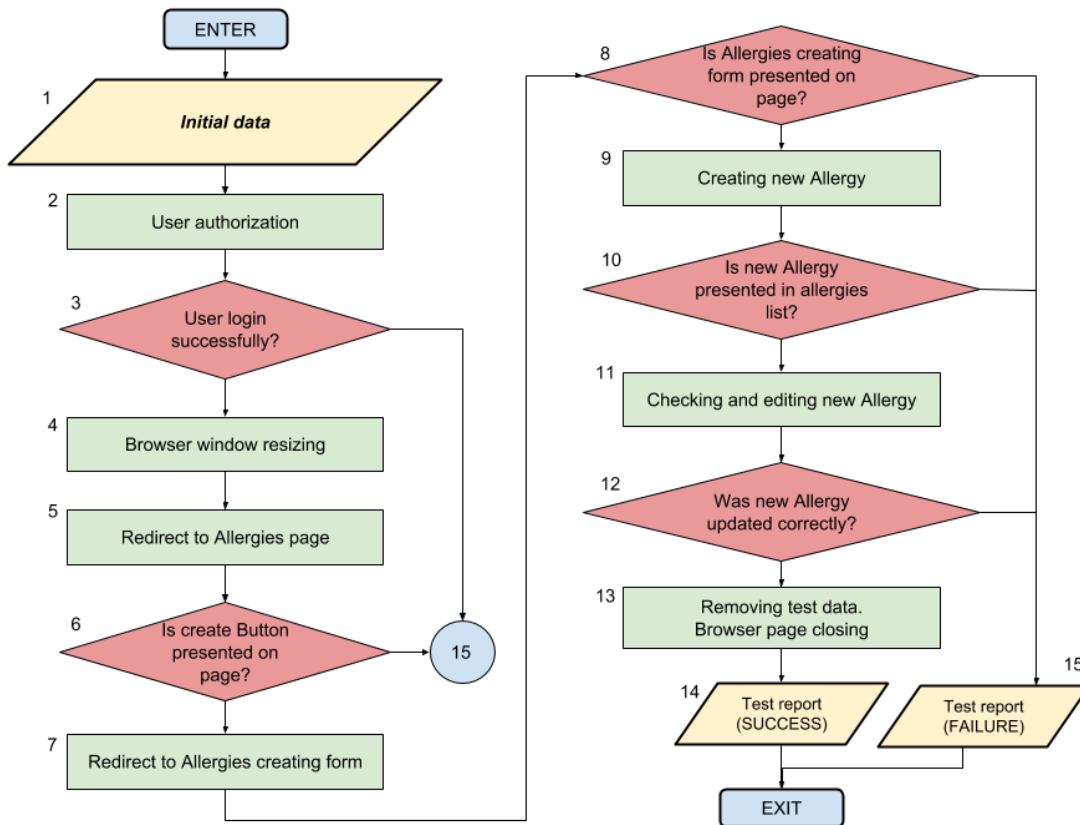 ENTER
1
Initial data
2
User authorization
3
User login
successfully?
4
Browser window resizing
5
Redirect to Allergies page
6
Is create Button
presented on
page?
15
7
Redirect to Allergies creating form
8
Is Allergies creating
form presented on
page?
9
Creating new Allergy
10
Is new Allergy
presented in allergies
list?
11
Checking and editing new Allergy
12
Was new Allergy
updated correctly?
13
Removing test data.
Browser page closing
14
Test report
(SUCCESS)
15
Test report
(FAILURE)
EXIT